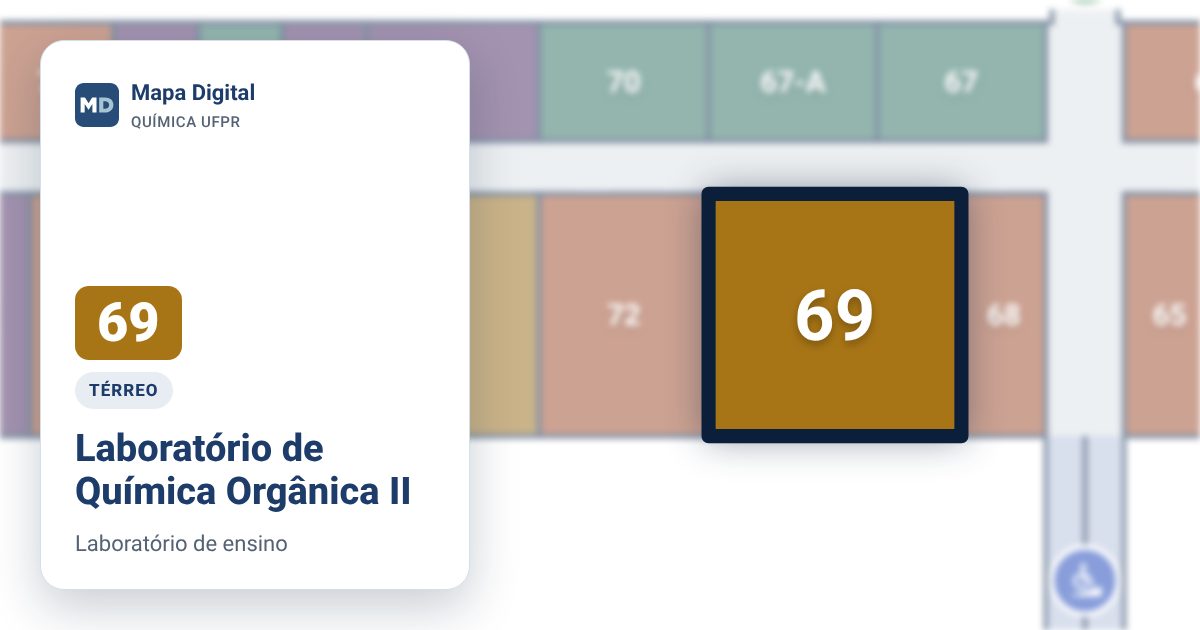 MD
Mapa Digital
QUÍMICA UFPR
69
TÉRREO
Laboratório de
Química Orgânica II
Laboratório de ensino
70
67-A
67
72
69
68
65